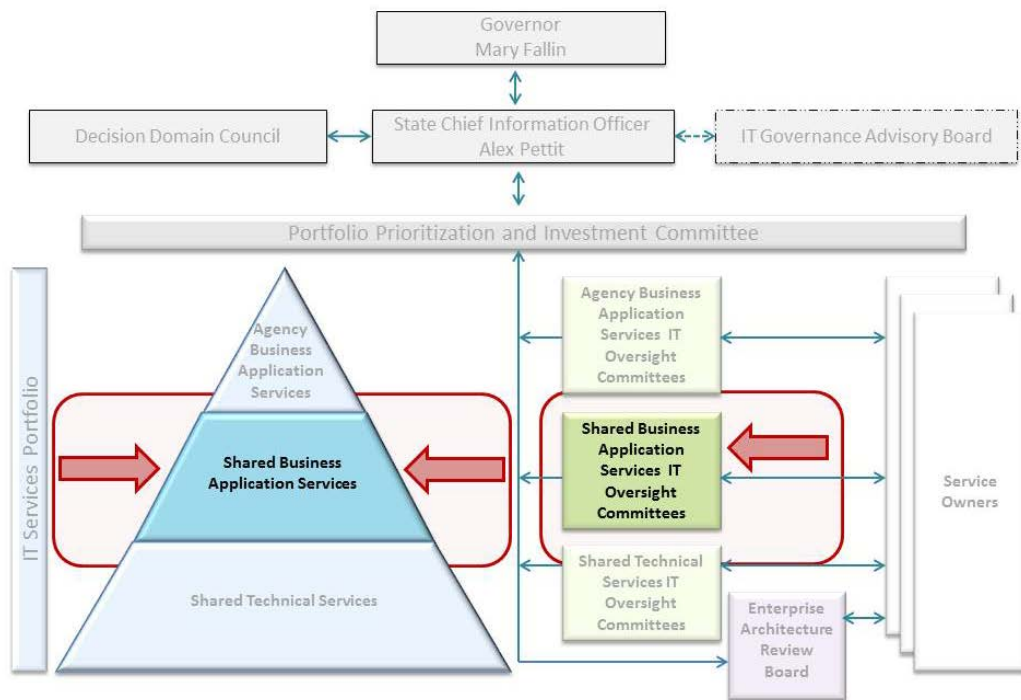 Governor
Mary Fallin
Decision Domain Council
State Chief Information Officer
Alex Pettit
IT Governance Advisory Board
Portfolio Prioritization and Investment Committee
IT Services Portfolio
Agency
Business
Application
Services
Shared Business
Application Services
Shared Technical Services
Agency Business
Application
Services IT
Oversight
Committees
Shared Business
Application
Services IT
Oversight
Committees
Shared Technical
Services IT
Oversight
Committees
Enterprise
Architecture
Review
Board
Service
Owners